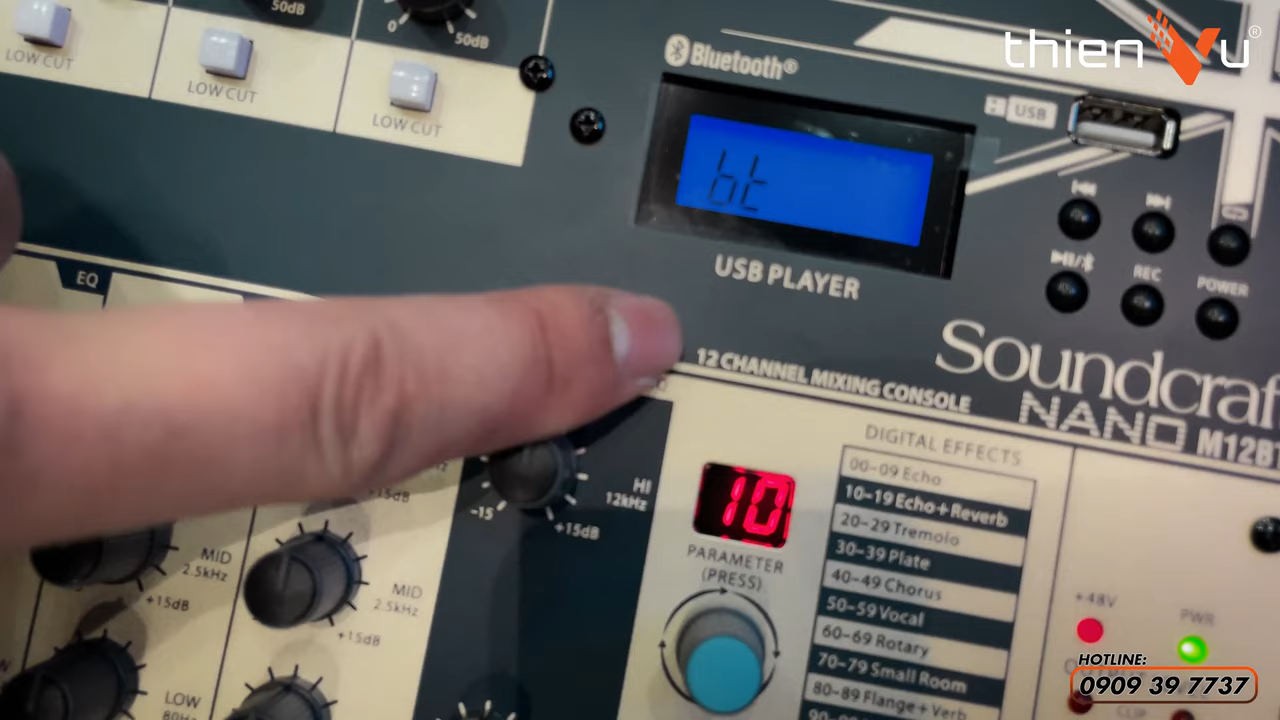 50dB
0
50dB
LOW CUT
LOW CUT
LOW CUT
Bluetooth®
thien Vu®
USB
bt
USB PLAYER
REC
POWER
EQ
12 CHANNEL MIXING CONSOLE
Soundcraf
NANO M12BT
DIGITAL EFFECTS
00-09 Echo
10-19 Echo+Reverb
20-29 Tremolo
30-39 Plate
40-49 Chorus
50-59 Vocal
60-69 Rotary
70-79 Small Room
80-89 Flange+Verb
10
PARAMETER
(PRESS)
HI
12kHz
-15
+15dB
+15dB
MID
2.5kHz
+15dB
MID
2.5kHz
+15dB
LOW
80Hz
+48V
PWR
CLIP
HOTLINE:
0909 39 7737